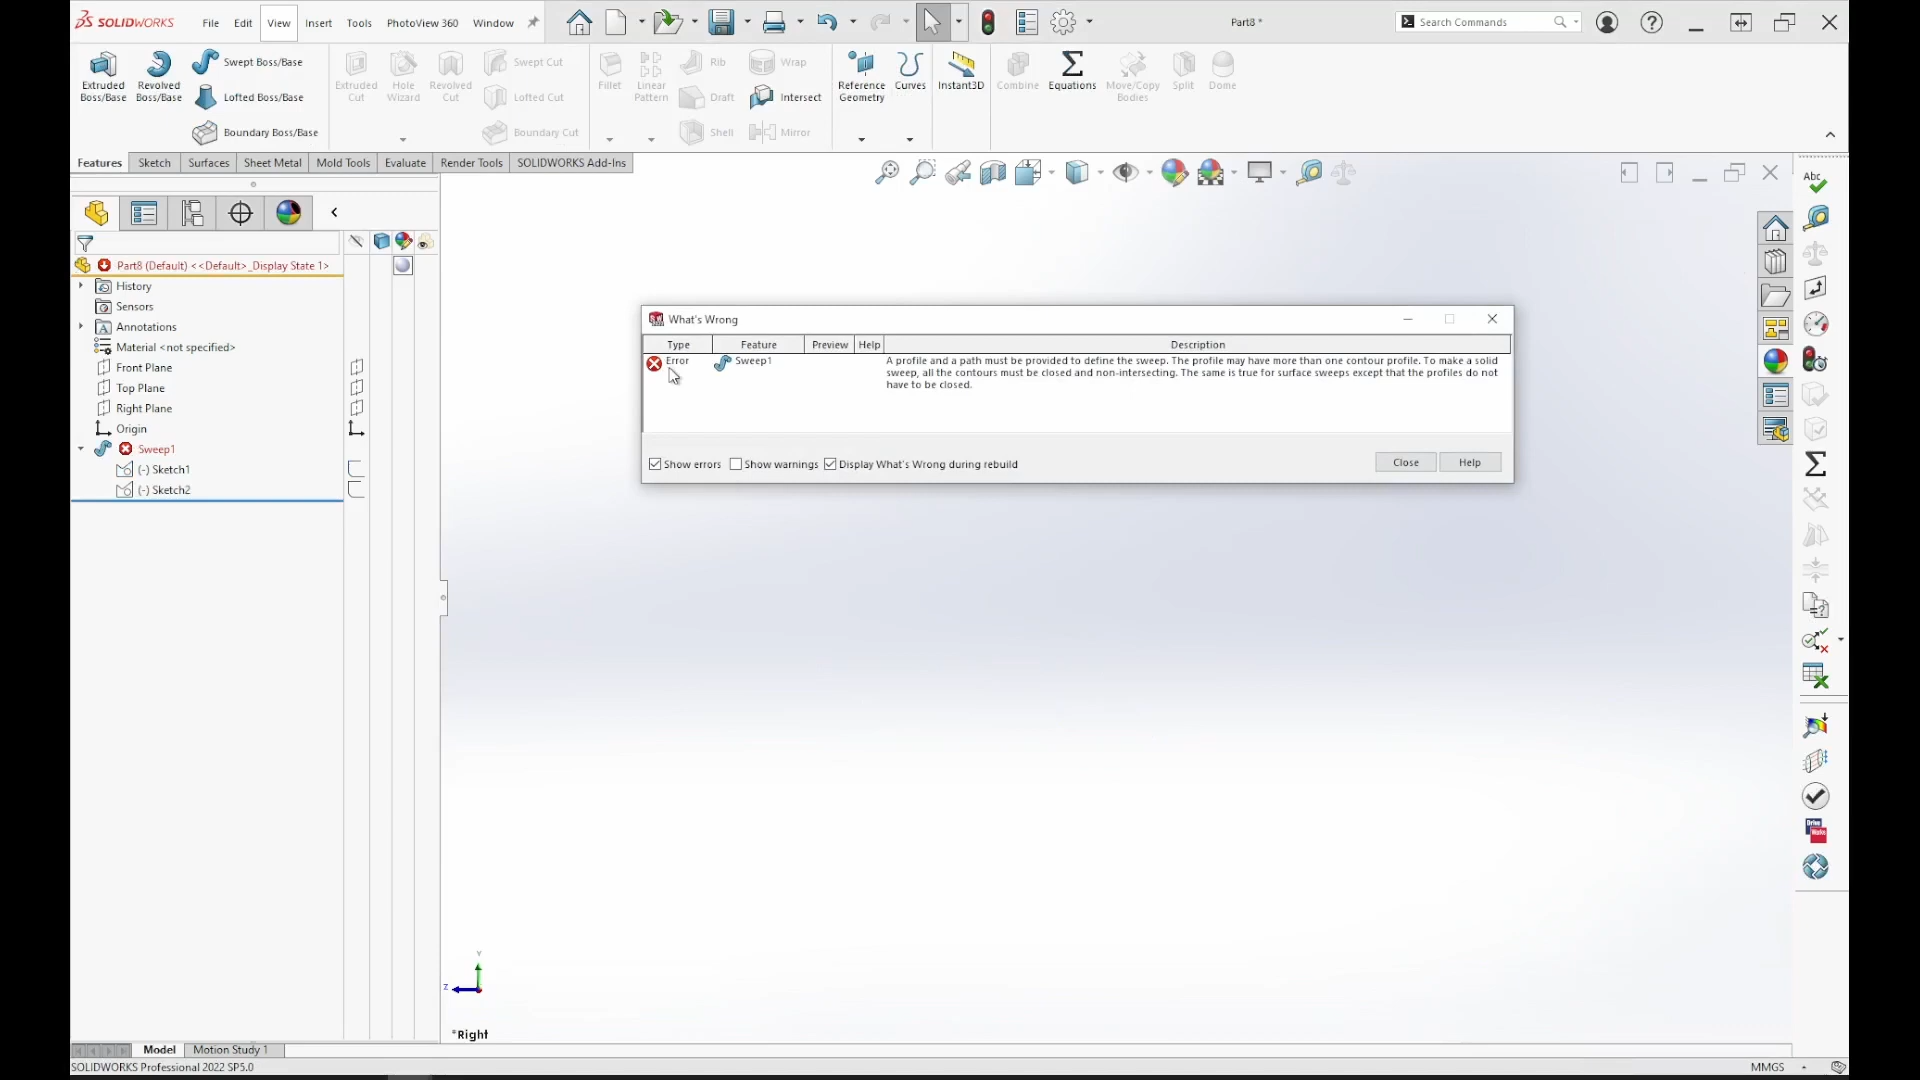 SOLIDWORKS File Edit View Insert Tools PhotoView 360 Window Part8 * Search Commands
Extruded Boss/Base
Revolved Boss/Base
Swept Boss/Base
Lofted Boss/Base
Boundary Boss/Base
Extruded Cut
Hole Wizard
Revolved Cut
Swept Cut
Lofted Cut
Boundary Cut
Fillet
Linear Pattern
Rib
Draft
Shell
Wrap
Intersect
Mirror
Reference Geometry
Curves
Instant3D
Combine
Equations
Move/Copy Bodies
Split
Dome
Features Sketch Surfaces Sheet Metal Mold Tools Evaluate Render Tools SOLIDWORKS Add-Ins
Abc
Part8 (Default) <<Default>_Display State 1>
History
Sensors
Annotations
Material <not specified>
Front Plane
Top Plane
Right Plane
Origin
Sweep1
(-) Sketch1
(-) Sketch2
What's Wrong
Type Feature Preview Help Description
Error Sweep1 A profile and a path must be provided to define the sweep. The profile may have more than one contour profile. To make a solid
sweep, all the contours must be closed and non-intersecting. The same is true for surface sweeps except that the profiles do not
have to be closed.
Show errors Show warnings Display What's Wrong during rebuild Close Help
Y
Z
*Right
Model Motion Study 1
SOLIDWORKS Professional 2022 SP5.0 MMGS